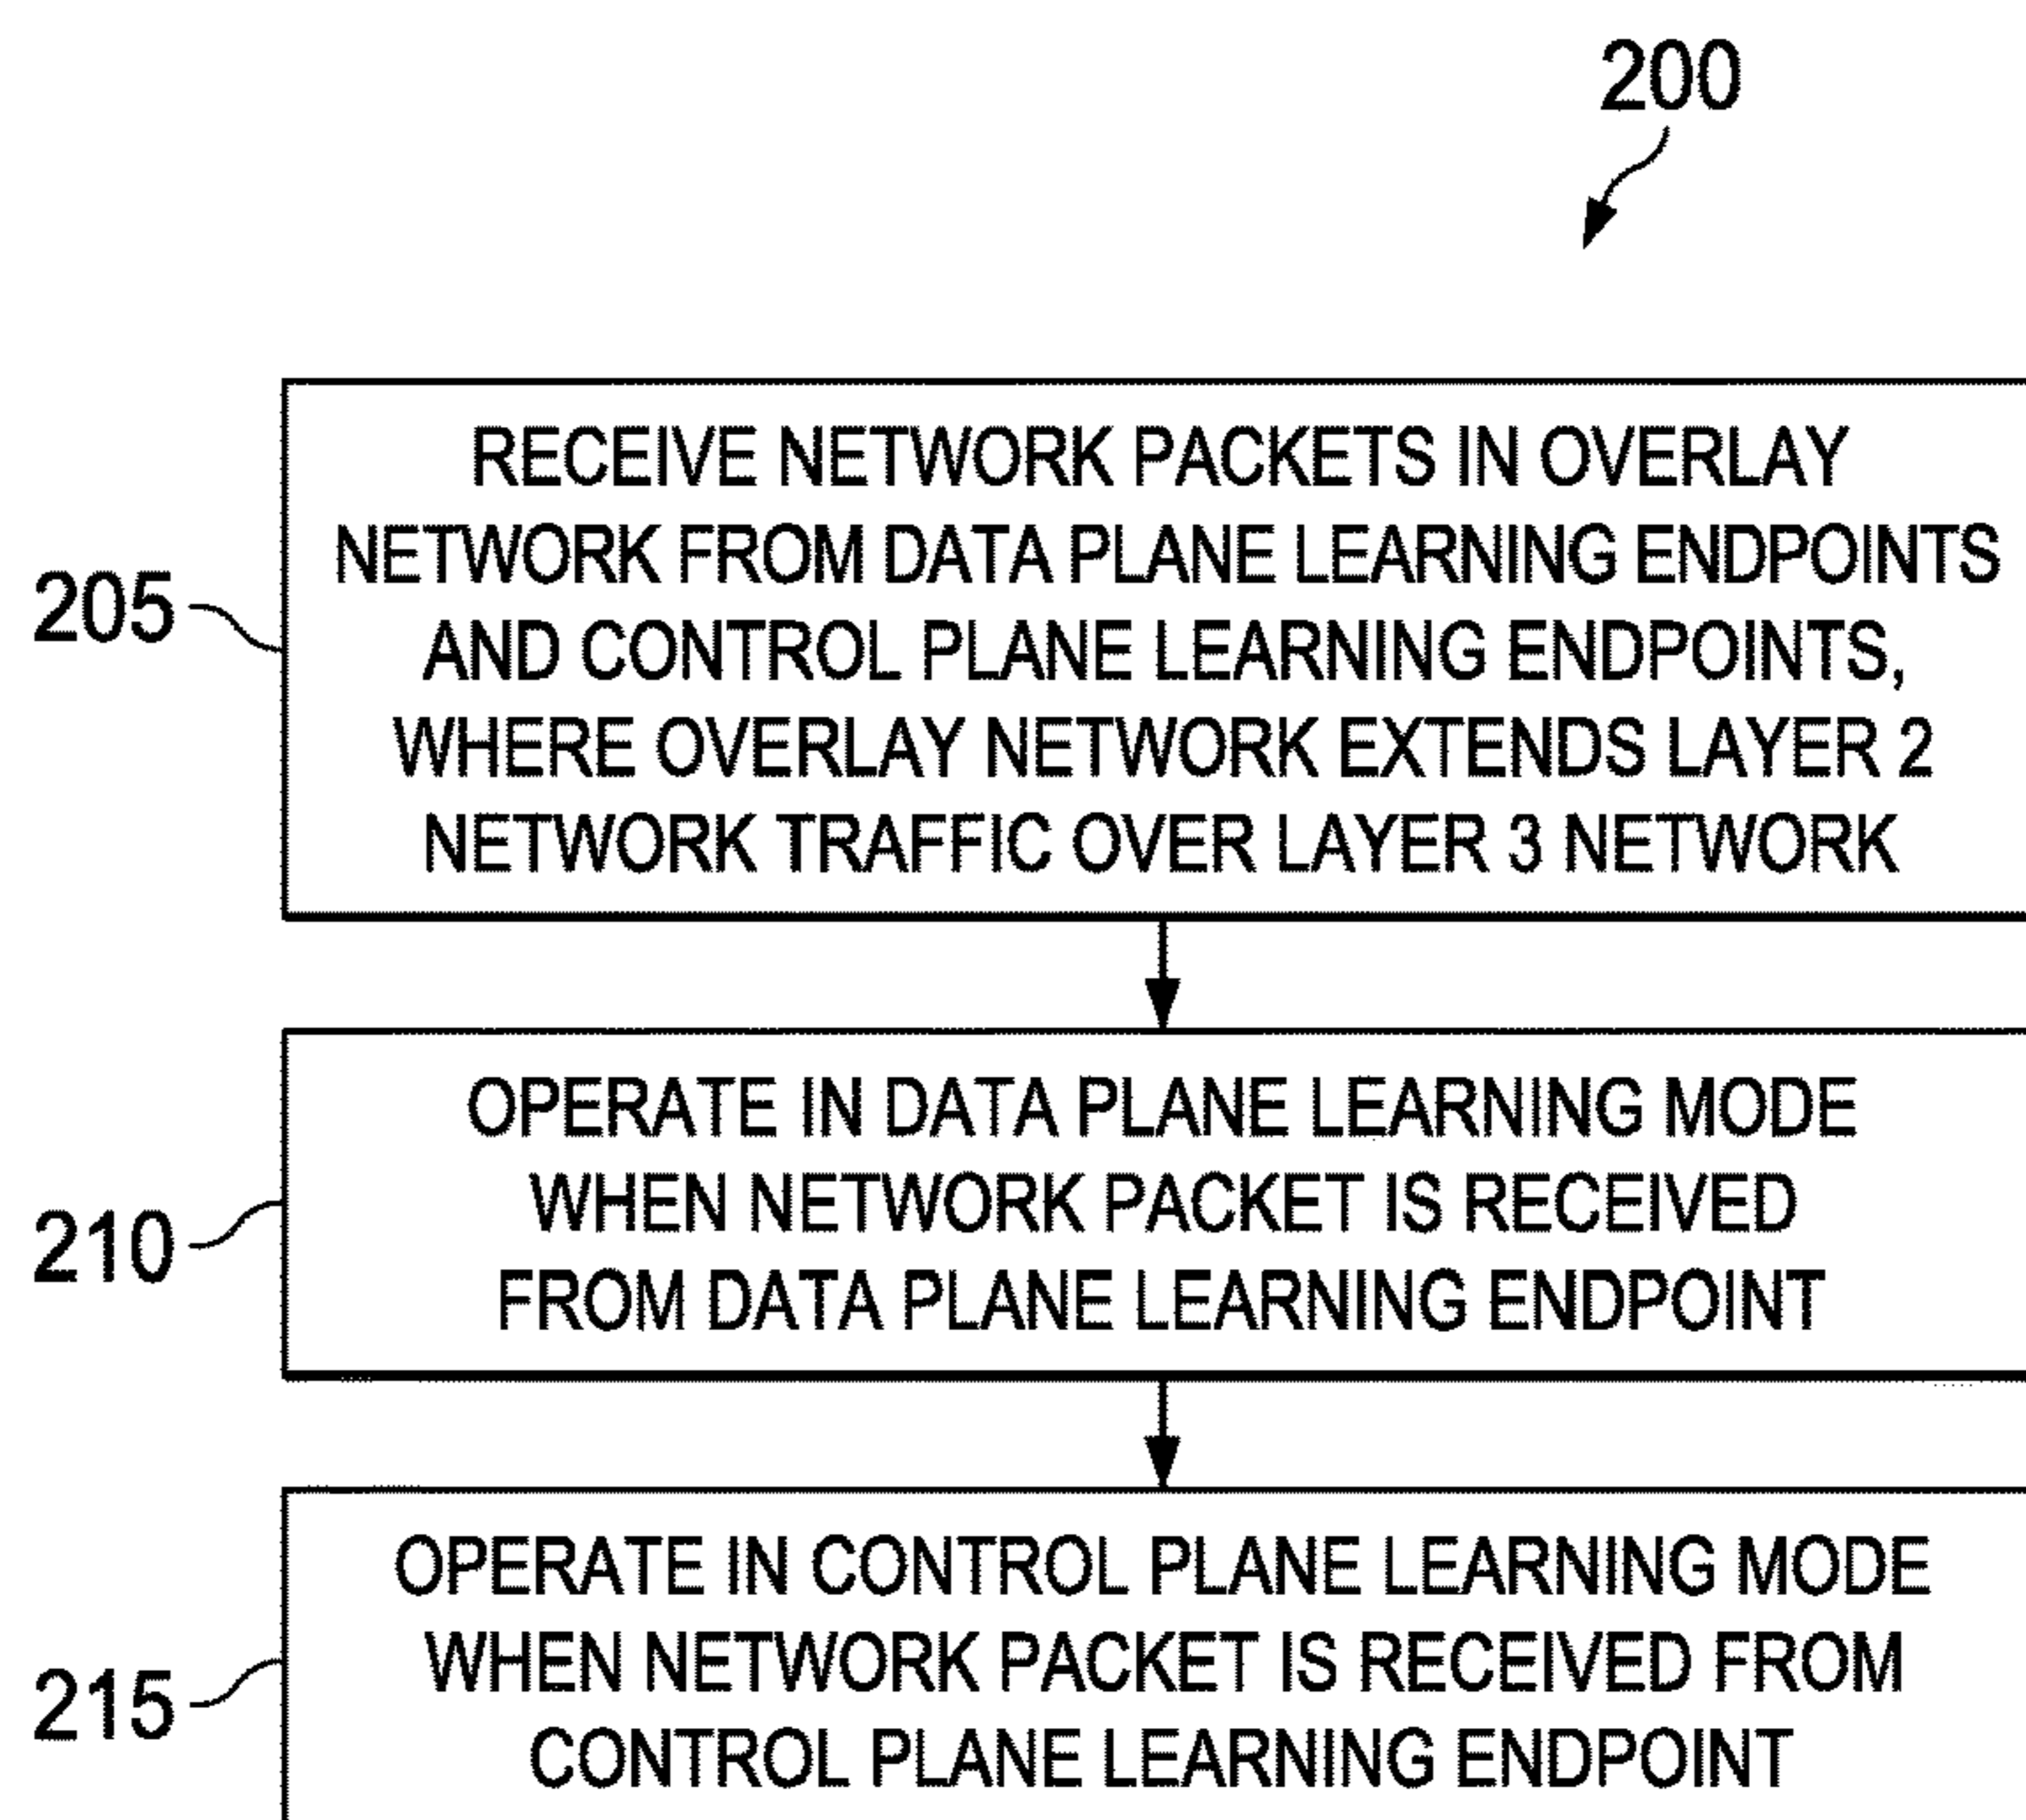 200
205
RECEIVE NETWORK PACKETS IN OVERLAY
NETWORK FROM DATA PLANE LEARNING ENDPOINTS
AND CONTROL PLANE LEARNING ENDPOINTS,
WHERE OVERLAY NETWORK EXTENDS LAYER 2
NETWORK TRAFFIC OVER LAYER 3 NETWORK
210
OPERATE IN DATA PLANE LEARNING MODE
WHEN NETWORK PACKET IS RECEIVED
FROM DATA PLANE LEARNING ENDPOINT
215
OPERATE IN CONTROL PLANE LEARNING MODE
WHEN NETWORK PACKET IS RECEIVED FROM
CONTROL PLANE LEARNING ENDPOINT